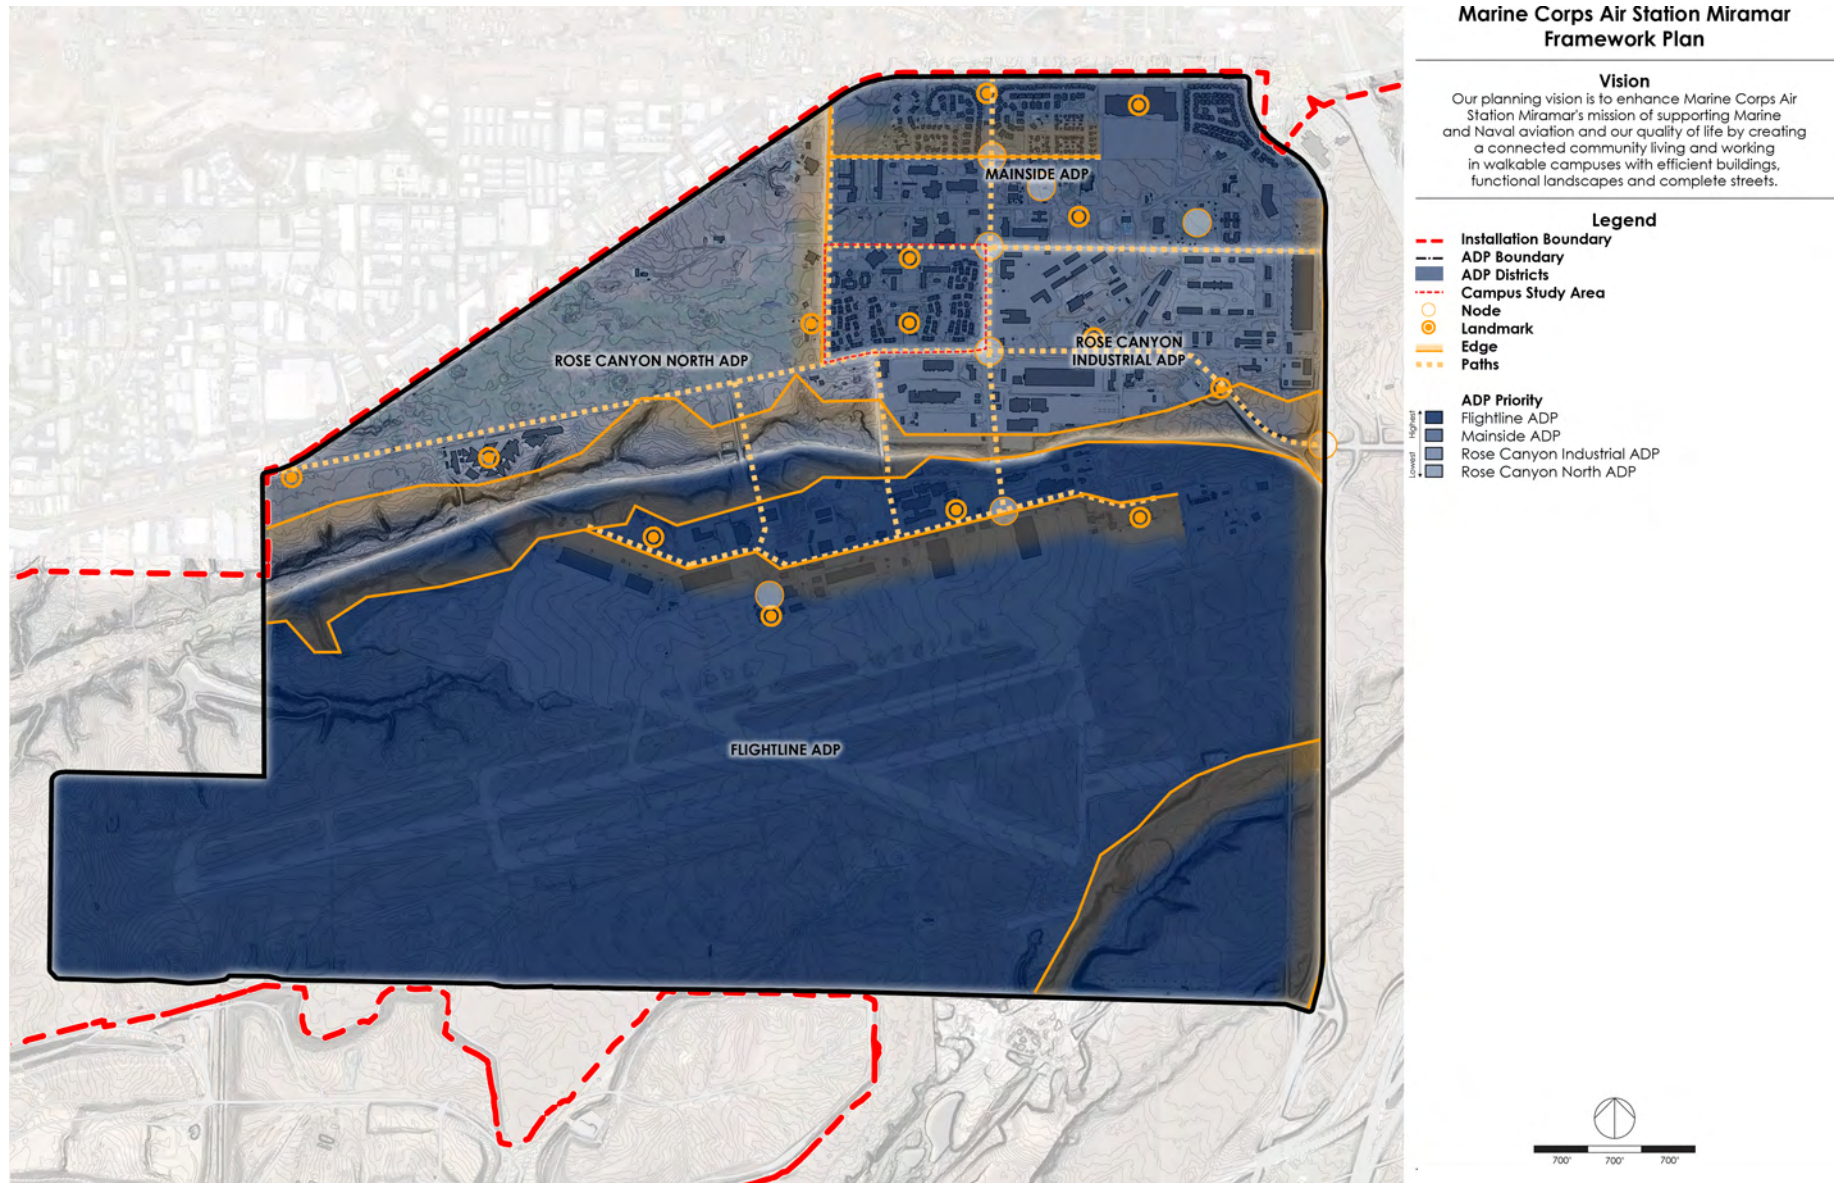 Marine Corps Air Station Miramar
Framework Plan
Vision
Our planning vision is to enhance Marine Corps Air
Station Miramar's mission of supporting Marine
and Naval aviation and our quality of life by creating
a connected community living and working
in walkable campuses with efficient buildings,
functional landscapes and complete streets.
Legend
Installation Boundary
ADP Boundary
ADP Districts
Campus Study Area
Node
Landmark
Edge
Paths
ADP Priority
Highest
Lowest
Flightline ADP
Mainside ADP
Rose Canyon Industrial ADP
Rose Canyon North ADP
MAINSIDE ADP
ROSE CANYON NORTH ADP
ROSE CANYON
INDUSTRIAL ADP
FLIGHTLINE ADP
700' 700' 700'